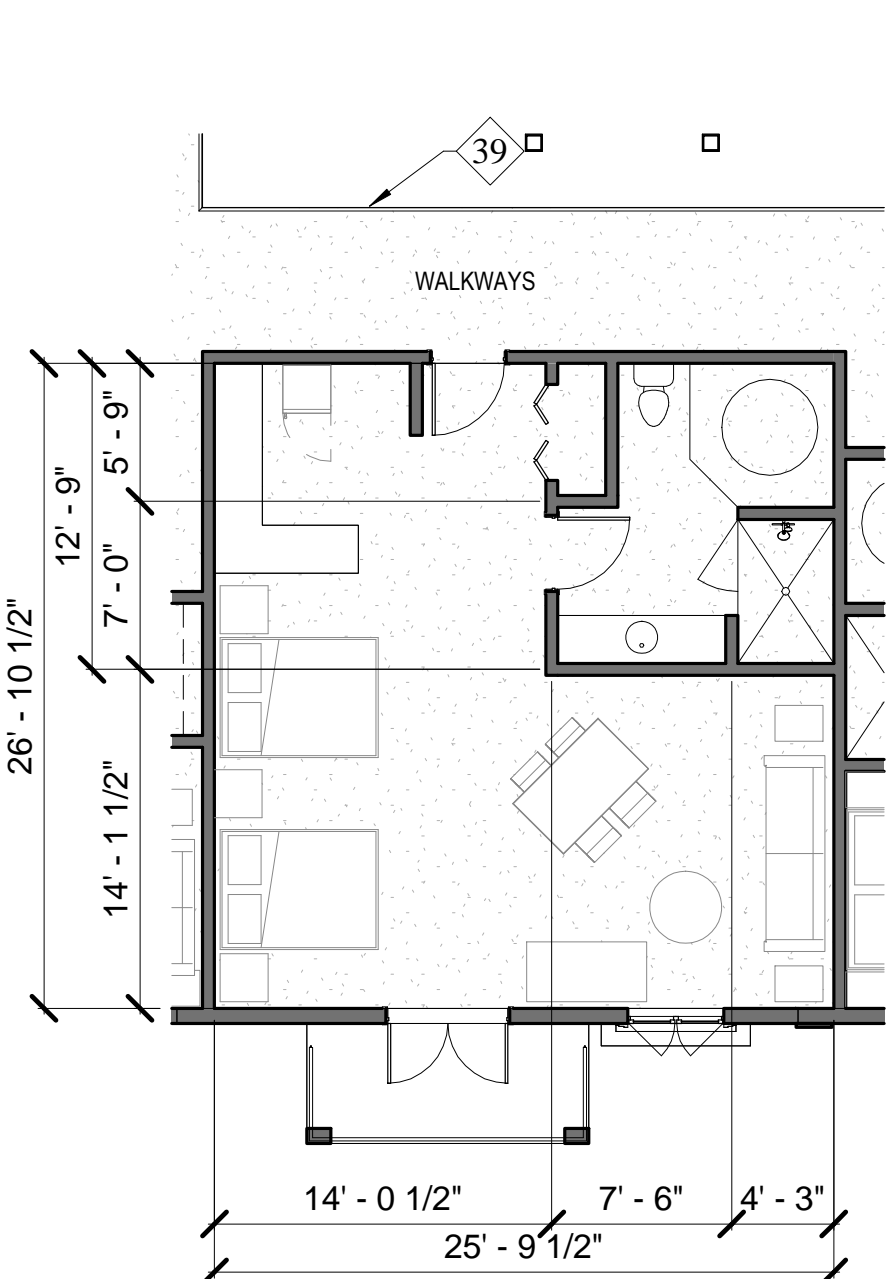 39
WALKWAYS
5' - 9"
12' - 9"
7' - 0"
26' - 10 1/2"
14' - 1 1/2"
14' - 0 1/2"
7' - 6"
4' - 3"
25' - 9 1/2"